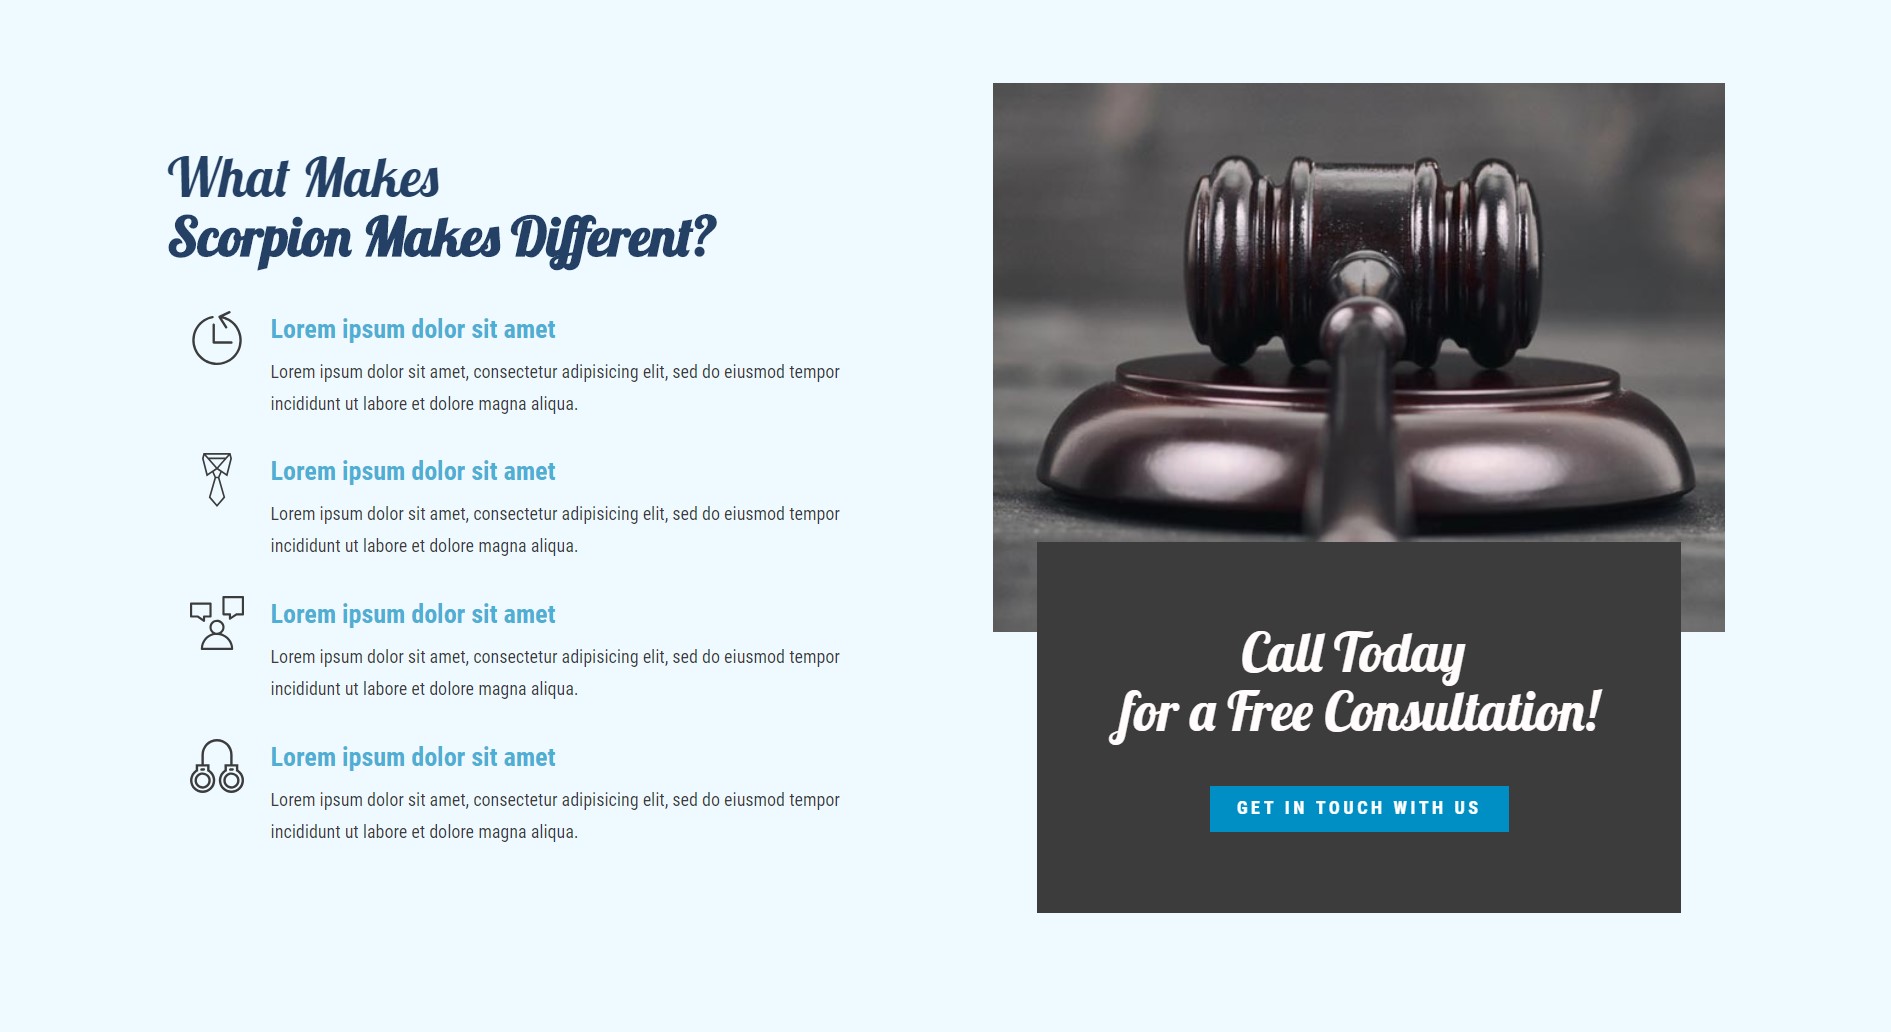 What Makes
Scorpion Makes Different?
Lorem ipsum dolor sit amet
Lorem ipsum dolor sit amet, consectetur adipisicing elit, sed do eiusmod tempor
incididunt ut labore et dolore magna aliqua.
Lorem ipsum dolor sit amet
Lorem ipsum dolor sit amet, consectetur adipisicing elit, sed do eiusmod tempor
incididunt ut labore et dolore magna aliqua.
Lorem ipsum dolor sit amet
Lorem ipsum dolor sit amet, consectetur adipisicing elit, sed do eiusmod tempor
incididunt ut labore et dolore magna aliqua.
Lorem ipsum dolor sit amet
Lorem ipsum dolor sit amet, consectetur adipisicing elit, sed do eiusmod tempor
incididunt ut labore et dolore magna aliqua.
Call Today
for a Free Consultation!
GET IN TOUCH WITH US